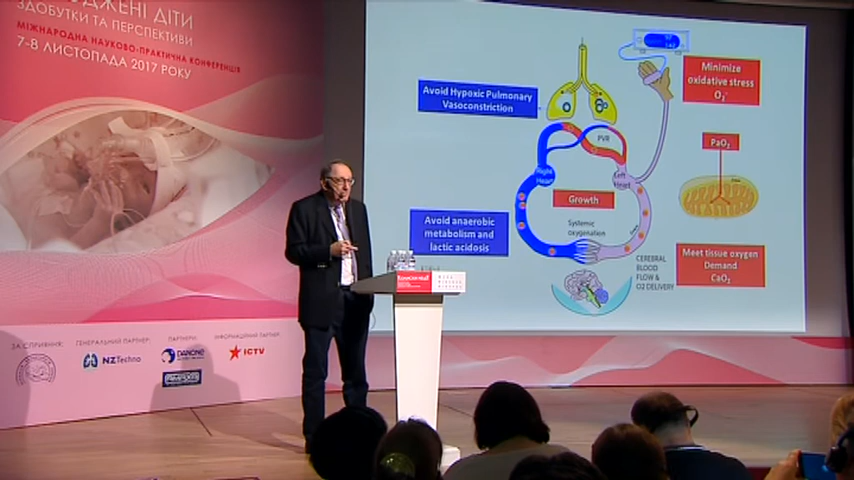 ДЖЕНІ ДІТИ
ЗДОБУТКИ ТА ПЕРСПЕКТИВИ
МІЖНАРОДНА НАУКОВО-ПРАКТИЧНА КОНФЕРЕНЦІЯ
7-8 ЛИСТОПАДА 2017 РОКУ
ЗА СПРИЯННЯ:
ГЕНЕРАЛЬНИЙ ПАРТНЕР:
NZTechno
ПАРТНЕРИ:
DANONE
PAMPERS
ІНФОРМАЦІЙНИЙ ПАРТНЕР:
ICTV
Avoid Hypoxic Pulmonary
Vasoconstriction
Minimize
oxidative stress
O2-
PVR
PaO2
Right
Heart
Left
Heart
Growth
Avoid anaerobic
metabolism and
lactic acidosis
Systemic
oxygenation
Meet tissue oxygen
Demand
CaO2
CEREBRAL
BLOOD
FLOW &
O2 DELIVERY